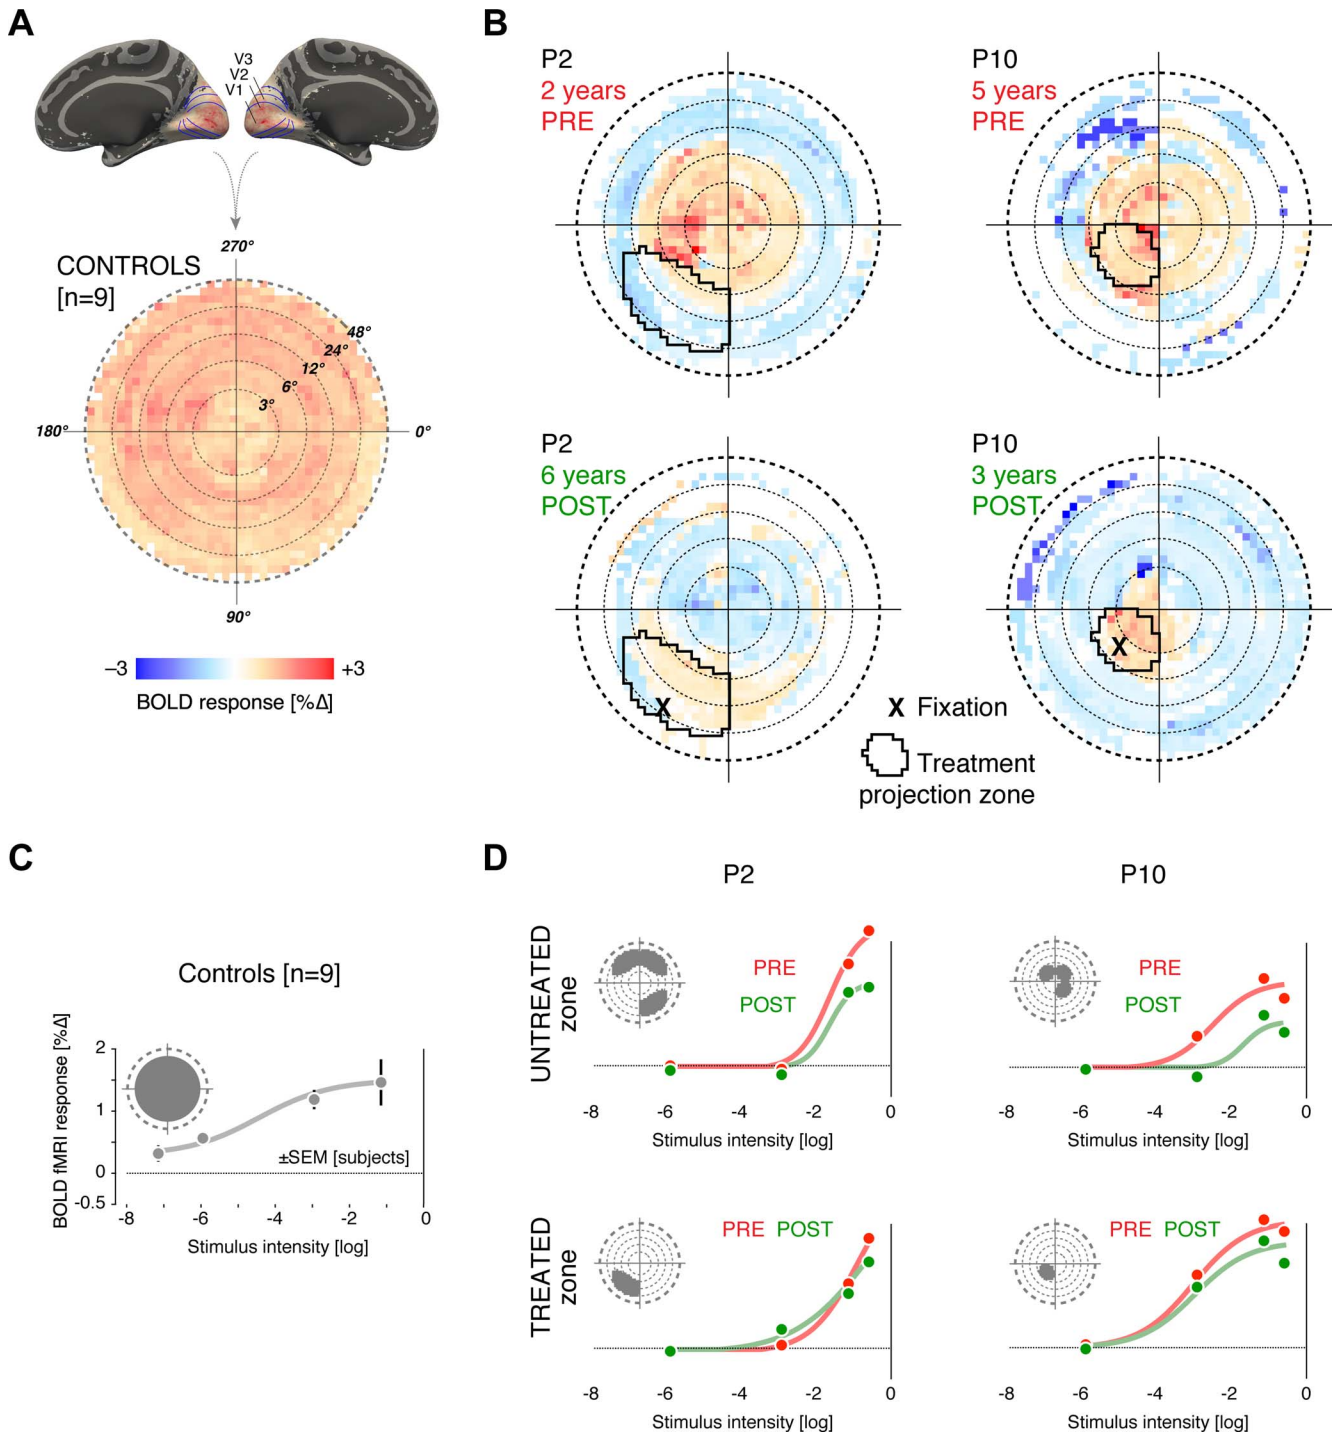 A
V3
V2
V1
270°
CONTROLS
[n=9]
48°
24°
12°
6°
3°
180°
0°
90°
–3
+3
BOLD response [%Δ]
B
P2
2 years
PRE
P10
5 years
PRE
P2
6 years
POST
P10
3 years
POST
X
X
X Fixation
Treatment
projection zone
C
Controls [n=9]
BOLD fMRI response [%Δ]
2
1
0
-0.5
±SEM [subjects]
-8 -6 -4 -2 0
Stimulus intensity [log]
D
P2
P10
UNTREATED
zone
PRE
POST
-8 -6 -4 -2 0
Stimulus intensity [log]
PRE
POST
-8 -6 -4 -2 0
Stimulus intensity [log]
TREATED
zone
PRE POST
-8 -6 -4 -2 0
Stimulus intensity [log]
PRE POST
-8 -6 -4 -2 0
Stimulus intensity [log]